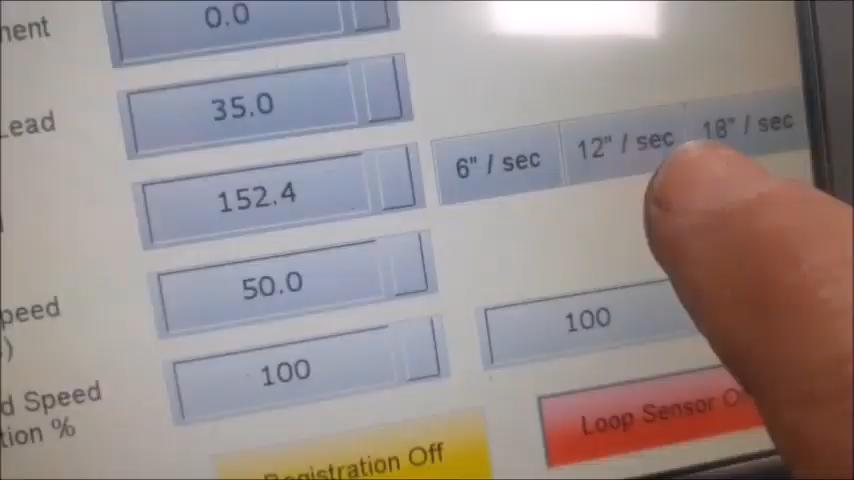 nent
0.0
Lead
35.0
152.4
6" / sec
12" / sec
18" / sec
peed
)
50.0
d Speed
tion %
100
100
Registration Off
Loop Sensor O